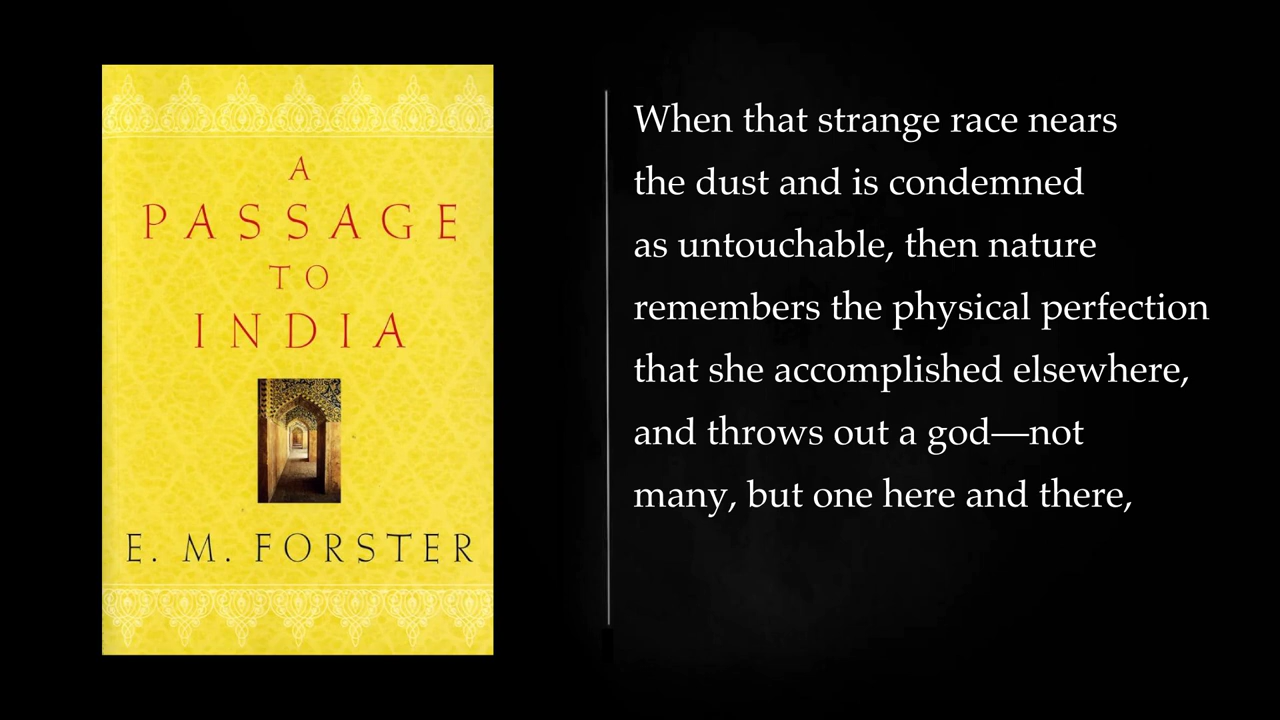 A
PASSAGE
TO
INDIA
E. M. FORSTER
When that strange race nears
the dust and is condemned
as untouchable, then nature
remembers the physical perfection
that she accomplished elsewhere,
and throws out a god—not
many, but one here and there,